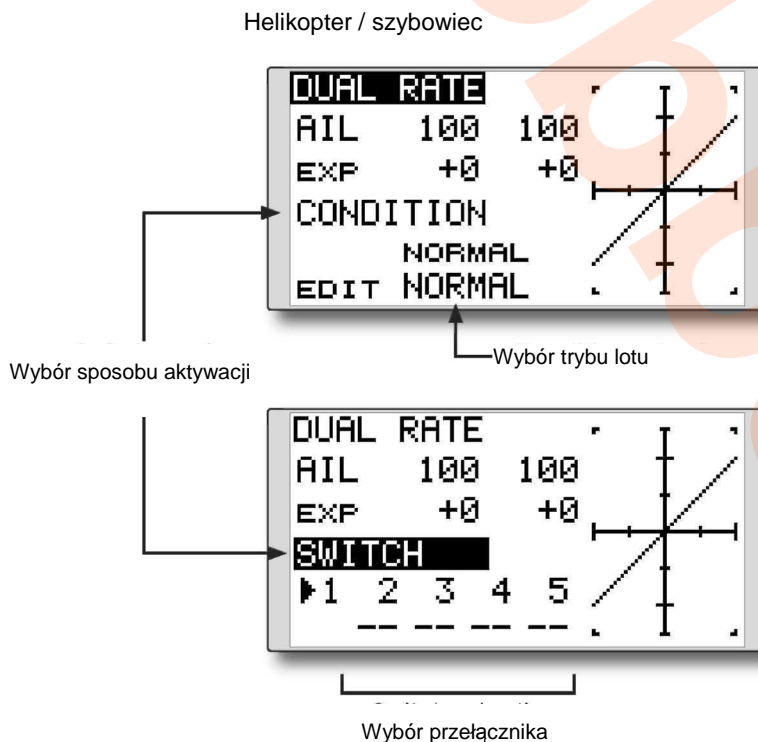 Helikopter / szybowiec
DUAL RATE
AIL 100 100
EXP +0 +0
CONDITION
NORMAL
EDIT NORMAL
Wybór trybu lotu
Wybór sposobu aktywacji
DUAL RATE
AIL 100 100
EXP +0 +0
SWITCH
▶1 2 3 4 5
-- -- -- --
Wybór przełącznika